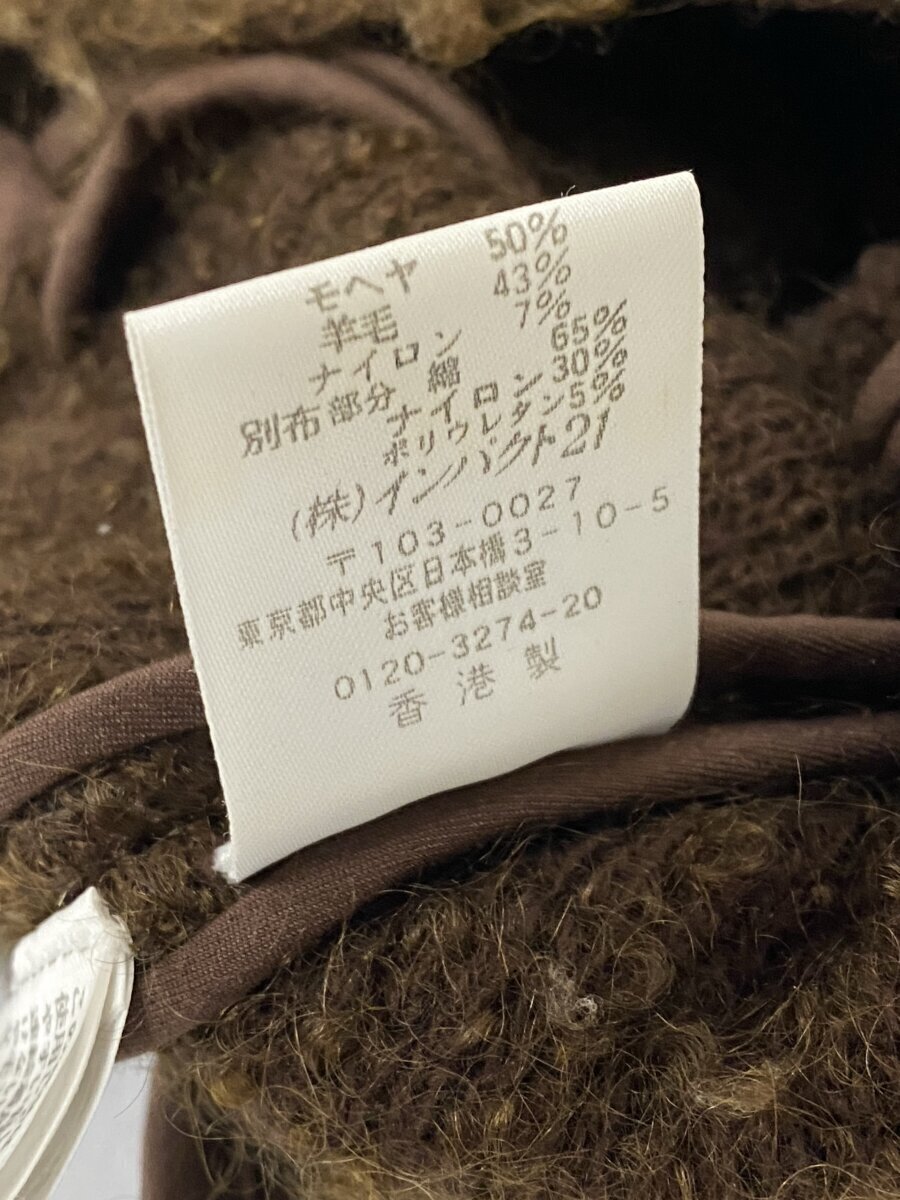 モヘヤ 50%
羊毛 43%
ナイロン 7%
別布部分 綿 65%
ナイロン 30%
ポリウレタン 5%
(株)インパクト21
〒103-0027
東京都中央区日本橋3-10-5
お客様相談室
0120-3274-20
香港製